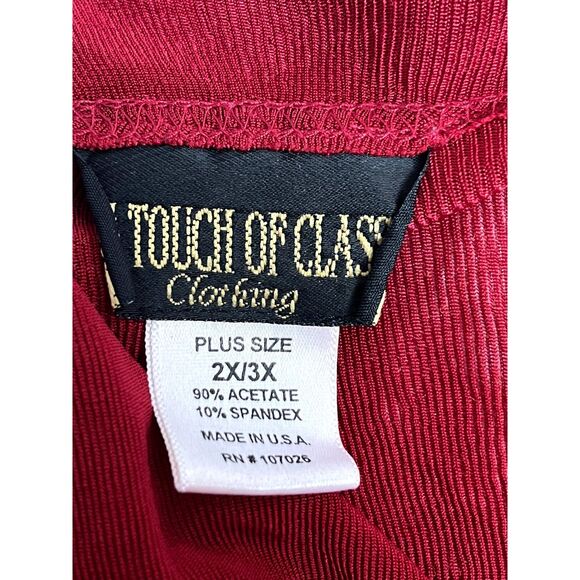 TOUCH OF CLASS
Clothing
PLUS SIZE
2X/3X
90% ACETATE
10% SPANDEX
MADE IN U.S.A.
RN # 107026